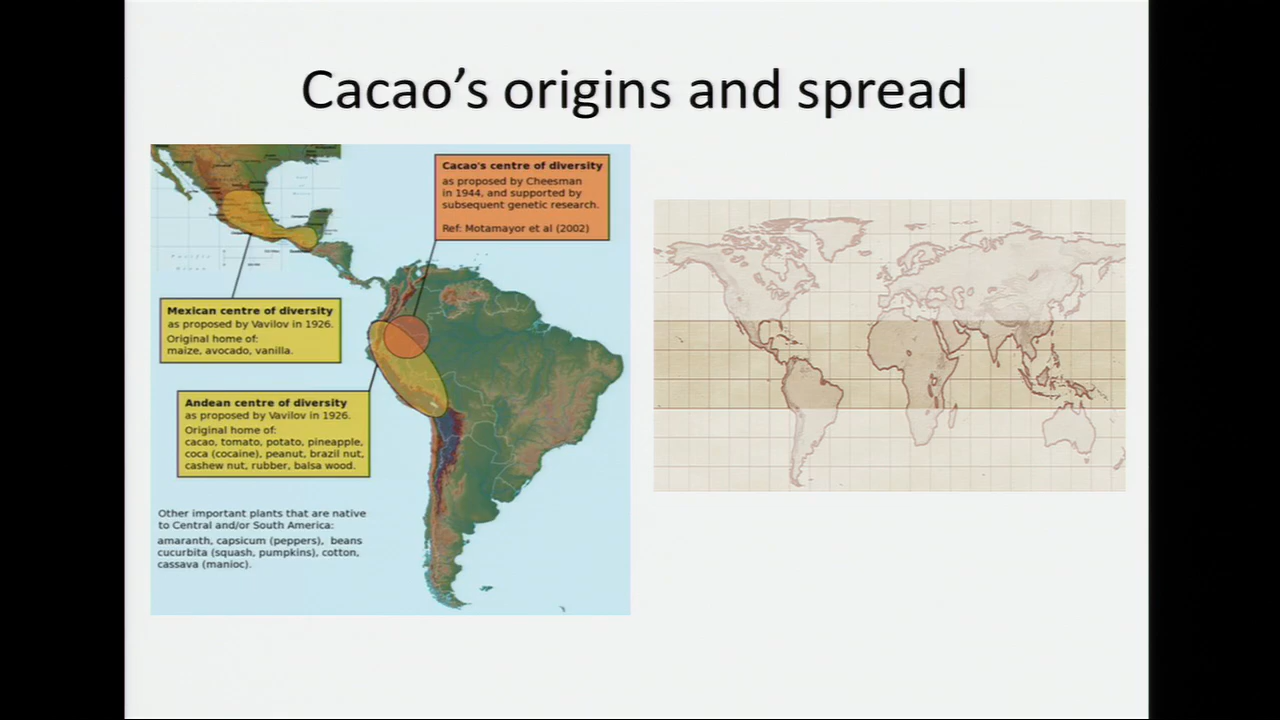 Cacao's origins and spread
Cacao's centre of diversity
as proposed by Cheesman
in 1944, and supported by
subsequent genetic research.
Ref: Motamayor et al (2002)
Mexican centre of diversity
as proposed by Vavilov in 1926.
Original home of:
maize, avocado, vanilla.
Andean centre of diversity
as proposed by Vavilov in 1926.
Original home of:
cacao, tomato, potato, pineapple,
coca (cocaine), peanut, brazil nut,
cashew nut, rubber, balsa wood.
Other important plants that are native
to Central and/or South America:
amaranth, capsicum (peppers), beans
cucurbita (squash, pumpkins), cotton,
cassava (manioc).